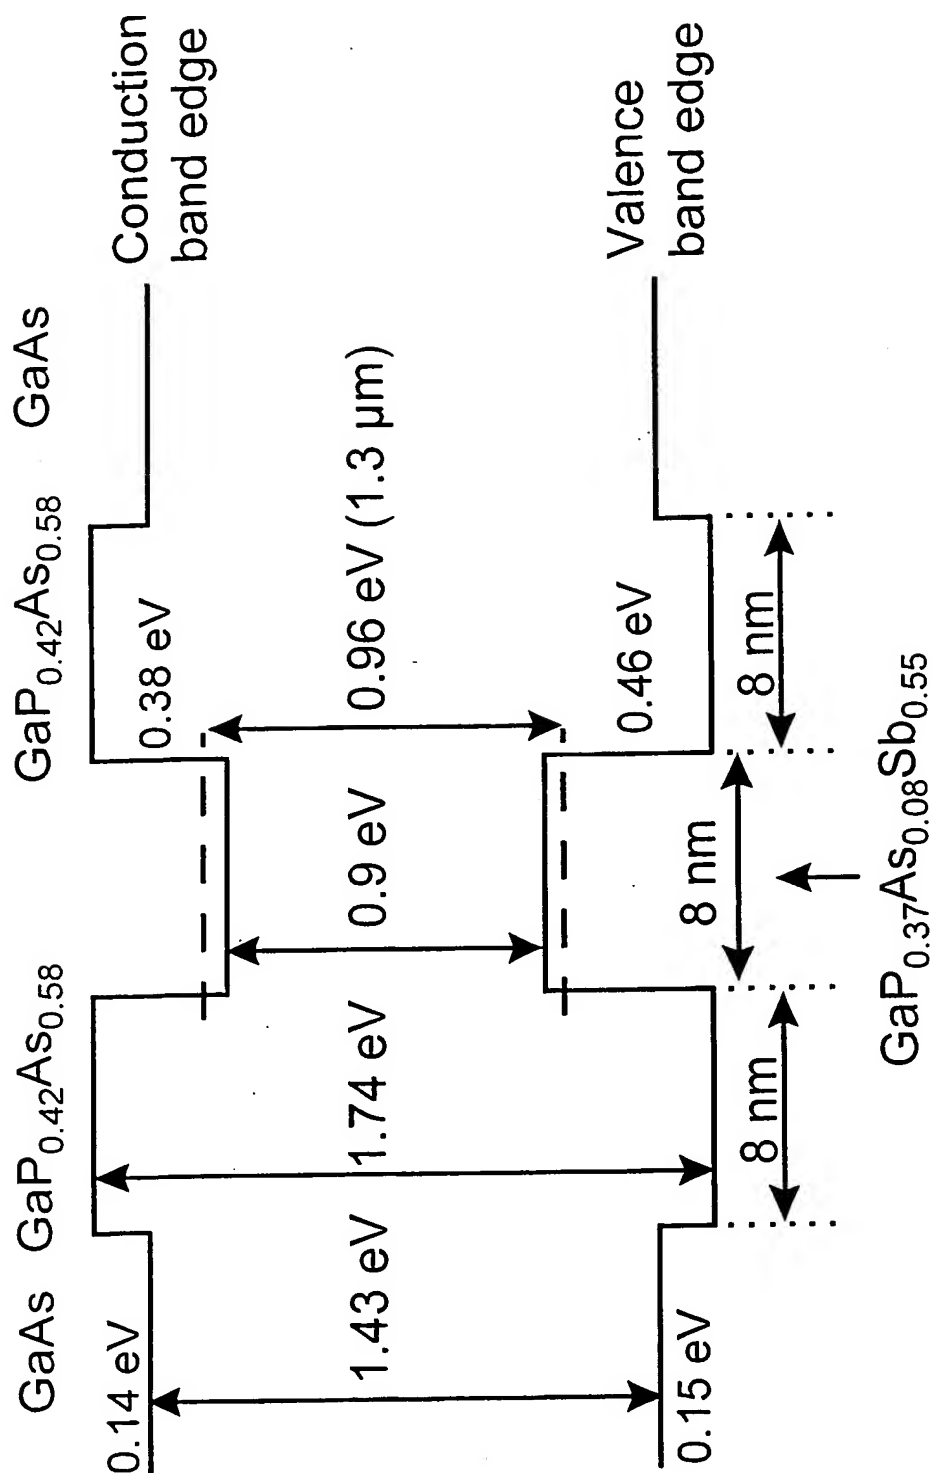 GaAs
GaP0.42As0.58
GaP0.42As0.58
GaAs
0.14 eV
0.38 eV
Conduction
band edge
1.43 eV
1.74 eV
0.9 eV
0.96 eV (1.3 µm)
0.15 eV
0.46 eV
Valence
band edge
8 nm
8 nm
8 nm
GaP0.37As0.08Sb0.55